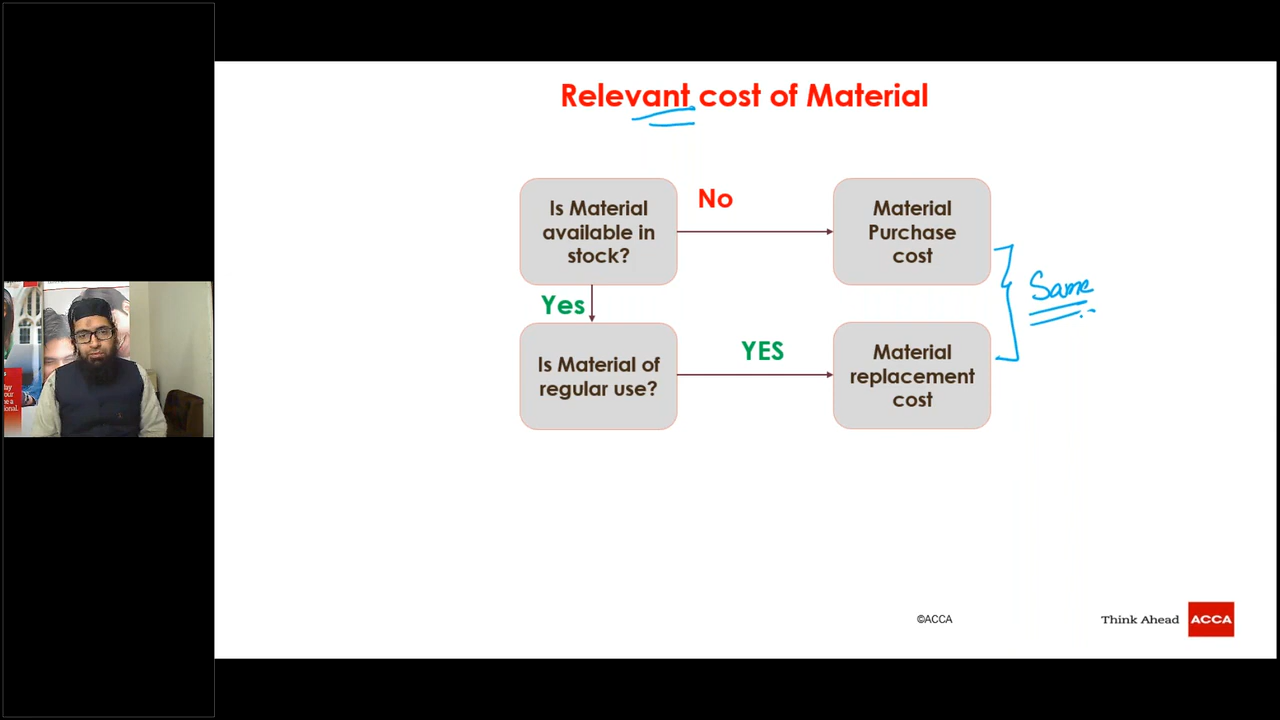 Relevant cost of Material
Is Material
available in
stock?
No
Material
Purchase
cost
Yes
Same
Is Material of
regular use?
YES
Material
replacement
cost
©ACCA
Think Ahead
ACCA